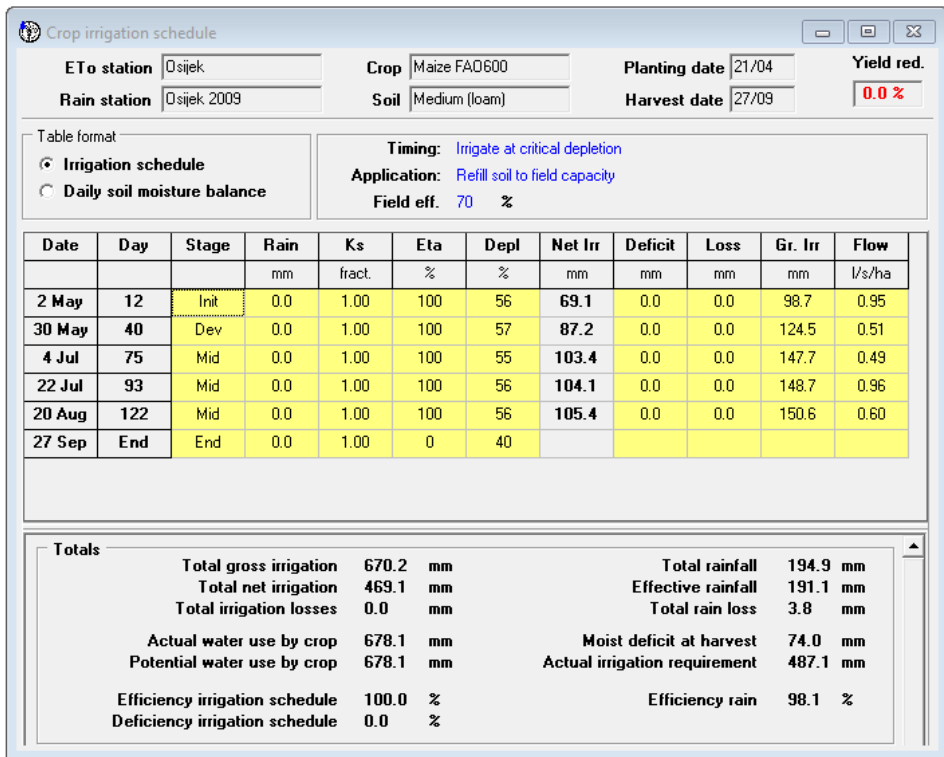 Crop irrigation schedule
ETo station Osijek Crop Maize FAO600 Planting date 21/04 Yield red.
Rain station Osijek 2009 Soil Medium (loam) Harvest date 27/09 0.0 %
Table format
Irrigation schedule
Daily soil moisture balance
Timing: Irrigate at critical depletion
Application: Refill soil to field capacity
Field eff. 70 %
Date Day Stage Rain Ks Eta Depl Net Irr Deficit Loss Gr. Irr Flow
mm fract. % % mm mm mm mm l/s/ha
2 May 12 Init 0.0 1.00 100 56 69.1 0.0 0.0 98.7 0.95
30 May 40 Dev 0.0 1.00 100 57 87.2 0.0 0.0 124.5 0.51
4 Jul 75 Mid 0.0 1.00 100 55 103.4 0.0 0.0 147.7 0.49
22 Jul 93 Mid 0.0 1.00 100 56 104.1 0.0 0.0 148.7 0.96
20 Aug 122 Mid 0.0 1.00 100 56 105.4 0.0 0.0 150.6 0.60
27 Sep End End 0.0 1.00 0 40
Totals
Total gross irrigation 670.2 mm Total rainfall 194.9 mm
Total net irrigation 469.1 mm Effective rainfall 191.1 mm
Total irrigation losses 0.0 mm Total rain loss 3.8 mm
Actual water use by crop 678.1 mm Moist deficit at harvest 74.0 mm
Potential water use by crop 678.1 mm Actual irrigation requirement 487.1 mm
Efficiency irrigation schedule 100.0 % Efficiency rain 98.1 %
Deficiency irrigation schedule 0.0 %